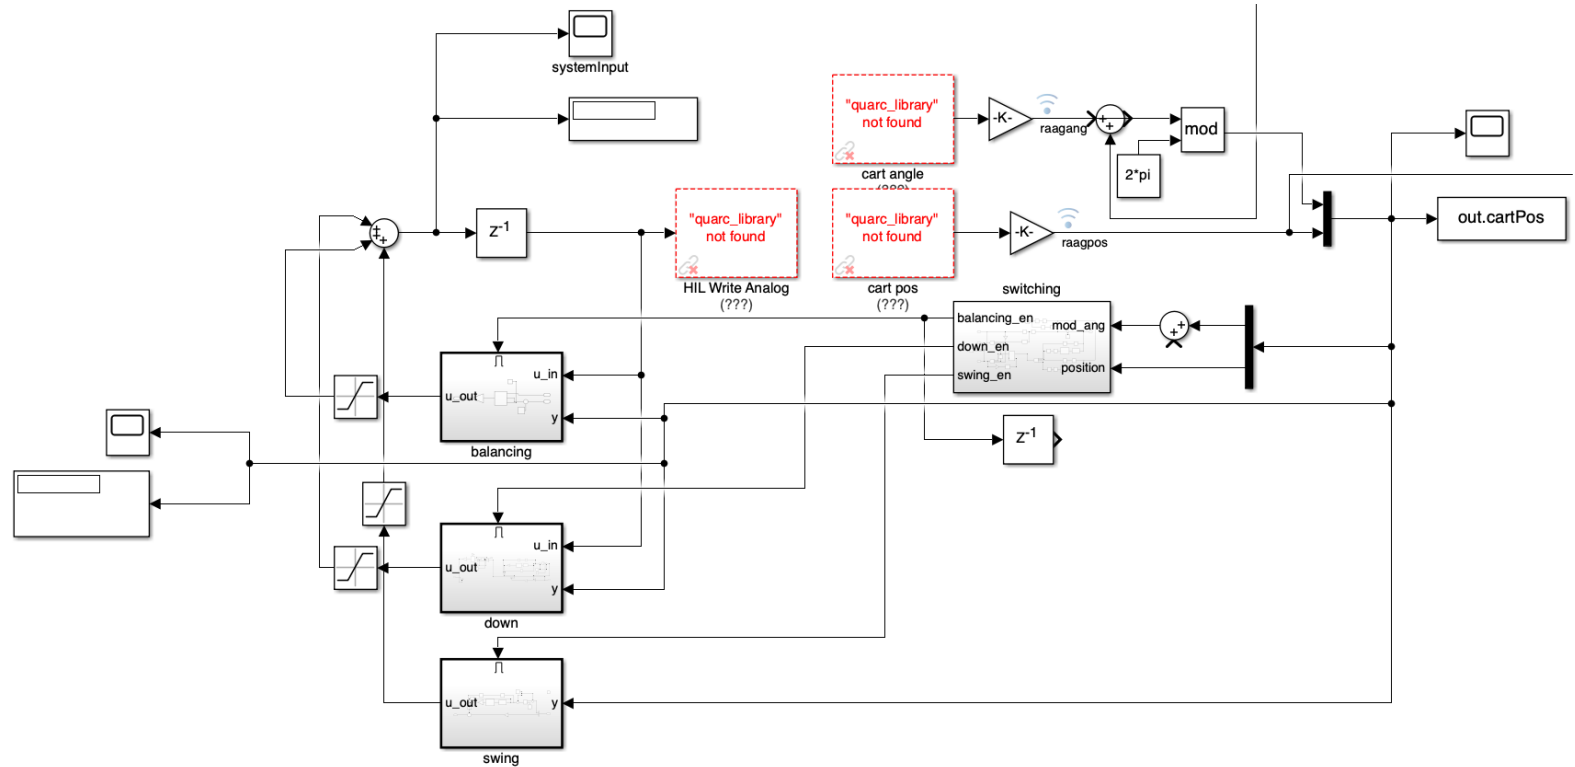 systemInput
"quarc_library"
not found
cart angle
(???)
-K-
raagang
+
+
mod
2*pi
"quarc_library"
not found
cart pos
(???)
-K-
raagpos
out.cartPos
+
+
+
z-1
"quarc_library"
not found
HIL Write Analog
(???)
switching
balancing_en
down_en
swing_en
mod_ang
position
+
+
z-1
u_in
u_out
y
balancing
u_in
u_out
y
down
u_out
y
swing